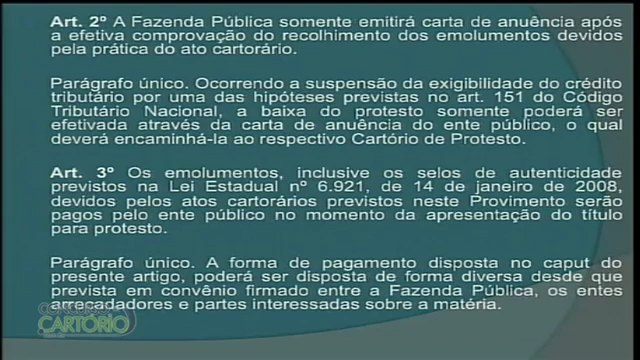 Art. 2º A Fazenda Pública somente emitirá carta de anuência após
a efetiva comprovação do recolhimento dos emolumentos devidos
pela prática do ato cartorário.
Parágrafo único. Ocorrendo a suspensão da exigibilidade do crédito
tributário por uma das hipóteses previstas no art. 151 do Código
Tributário Nacional, a baixa do protesto somente poderá ser
efetivada através da carta de anuência do ente público, o qual
deverá encaminhá-la ao respectivo Cartório de Protesto.
Art. 3º Os emolumentos, inclusive os selos de autenticidade
previstos na Lei Estadual nº 6.921, de 14 de janeiro de 2008,
devidos pelos atos cartorários previstos neste Provimento serão
pagos pelo ente público no momento da apresentação do título
para protesto.
Parágrafo único. A forma de pagamento disposta no caput do
presente artigo, poderá ser disposta de forma diversa desde que
prevista em convênio firmado entre a Fazenda Pública, os entes
arrecadadores e partes interessadas sobre a matéria.
CONCURSO
CARTÓRIO